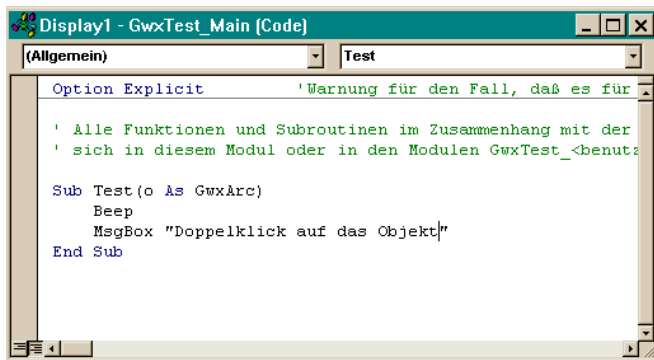 Display1 - GwxTest_Main (Code)
(Allgemein) Test
Option Explicit 'Warnung für den Fall, daß es für
' Alle Funktionen und Subroutinen im Zusammenhang mit der
' sich in diesem Modul oder in den Modulen GwxTest_<benutz
Sub Test(o As GwxArc)
Beep
MsgBox "Doppelklick auf das Objekt"
End Sub